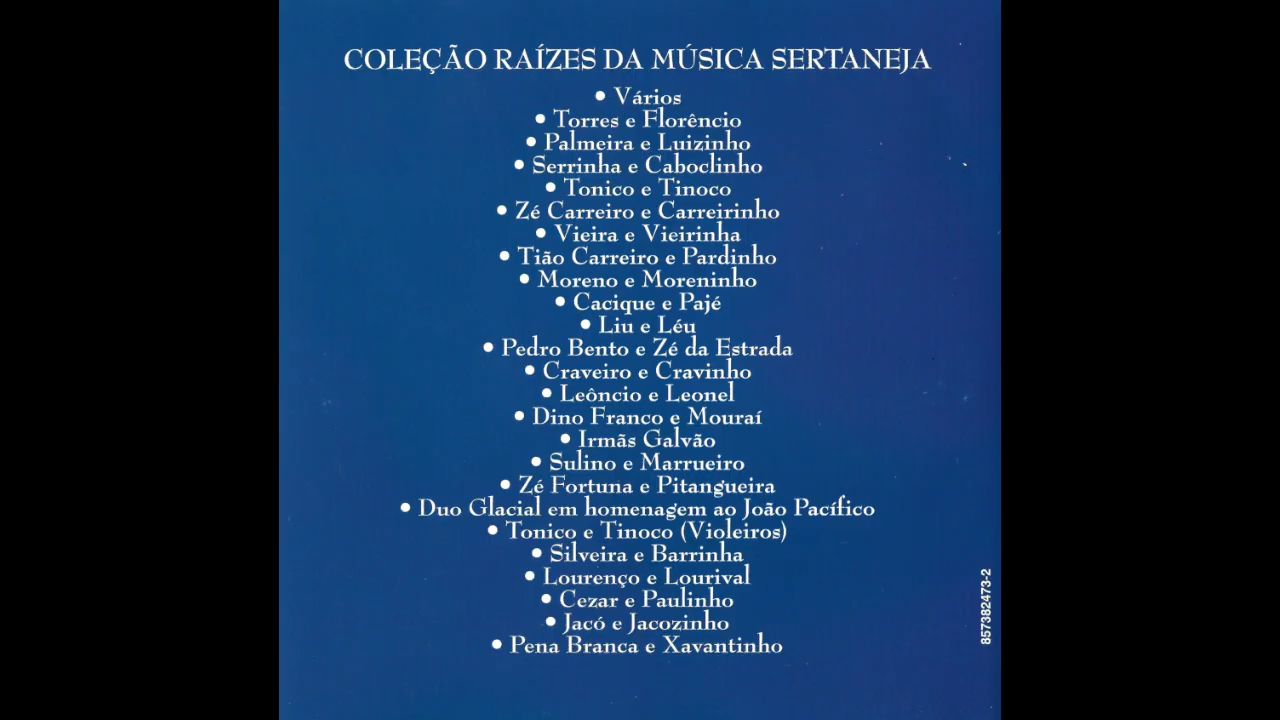 COLEÇÃO RAÍZES DA MÚSICA SERTANEJA
• Vários
• Torres e Florêncio
• Palmeira e Luizinho
• Serrinha e Caboclinho
• Tonico e Tinoco
• Zé Carreiro e Carreirinho
• Vieira e Vieirinha
• Tião Carreiro e Pardinho
• Moreno e Moreninho
• Cacique e Pajé
• Liu e Léu
• Pedro Bento e Zé da Estrada
• Craveiro e Cravinho
• Leôncio e Leonel
• Dino Franco e Mouraí
• Irmãs Galvão
• Sulino e Marrueiro
• Zé Fortuna e Pitangueira
• Duo Glacial em homenagem ao João Pacífico
• Tonico e Tinoco (Violeiros)
• Silveira e Barrinha
• Lourenço e Lourival
• Cezar e Paulinho
• Jacó e Jacozinho
• Pena Branca e Xavantinho
857382473-2